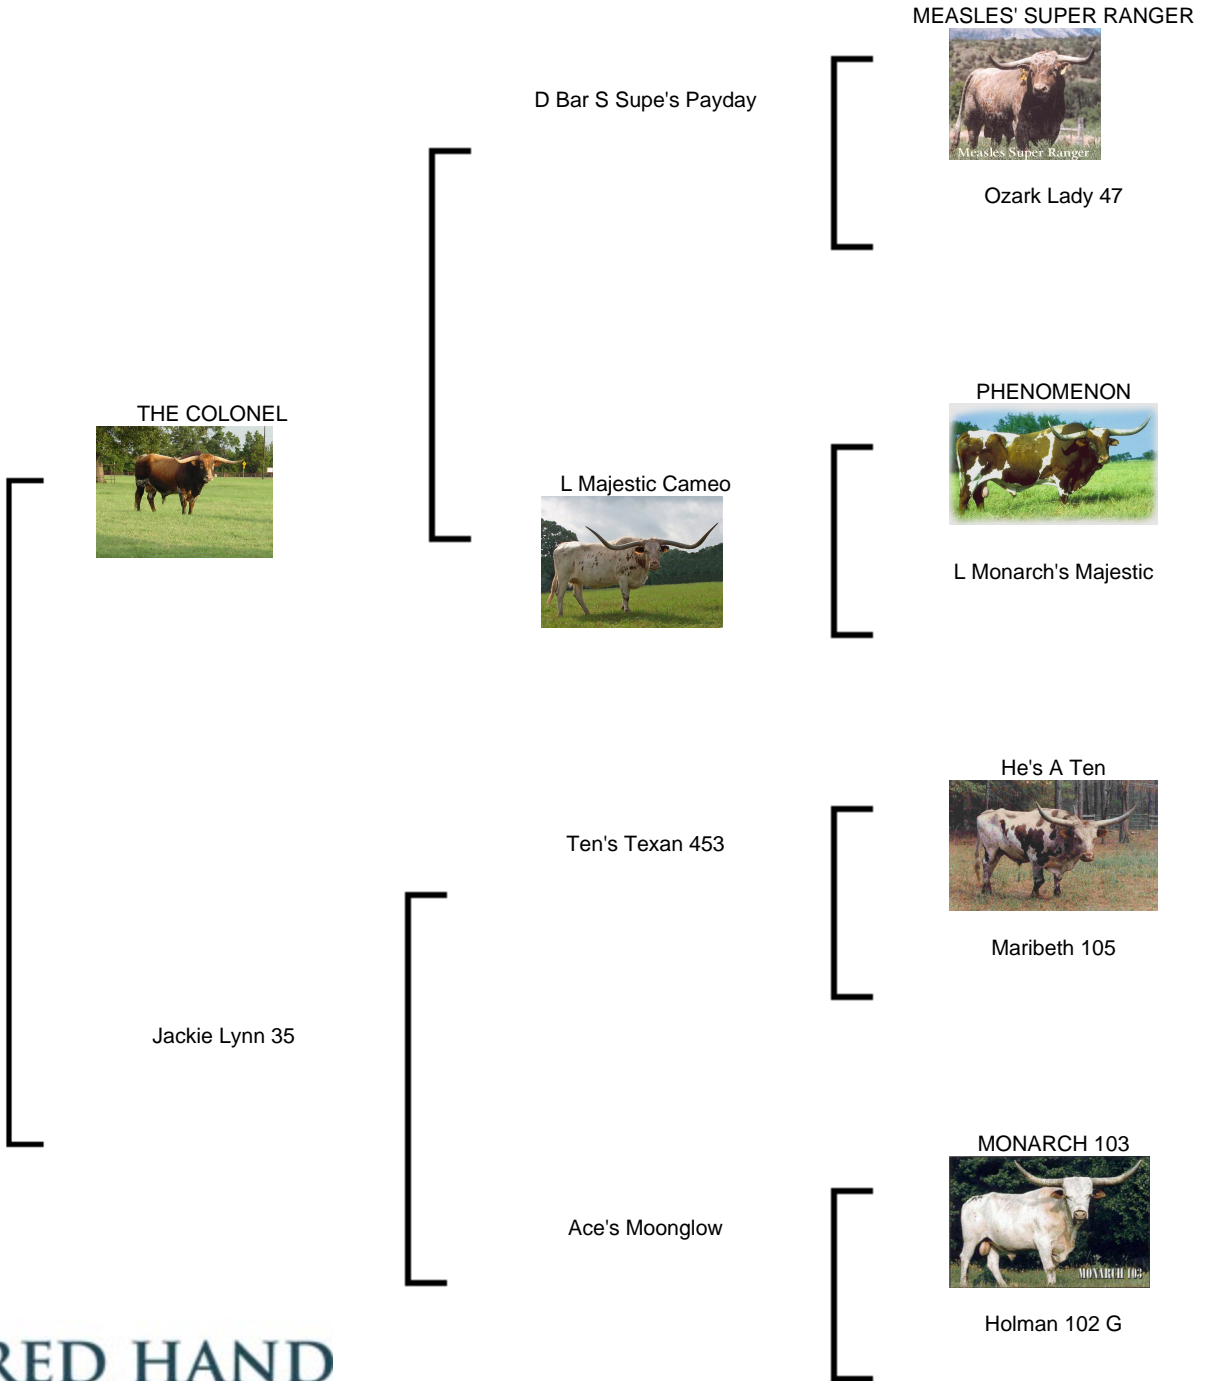 MEASLES' SUPER RANGER
D Bar S Supe's Payday
Measles Super Ranger
Ozark Lady 47
THE COLONEL
PHENOMENON
L Majestic Cameo
L Monarch's Majestic
He's A Ten
Ten's Texan 453
Maribeth 105
Jackie Lynn 35
MONARCH 103
Ace's Moonglow
MONARCH 103
Holman 102 G
RED HAND